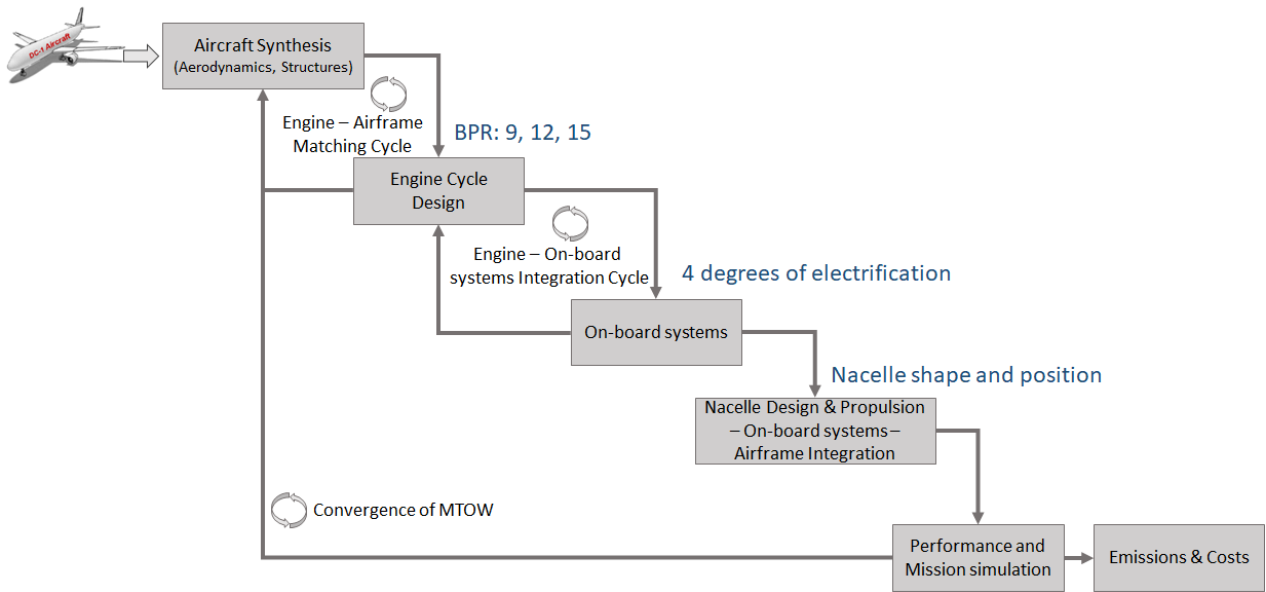 DC-1 Aircraft
Aircraft Synthesis
(Aerodynamics, Structures)
Engine – Airframe
Matching Cycle
BPR: 9, 12, 15
Engine Cycle
Design
Engine – On-board
systems Integration Cycle
4 degrees of electrification
On-board systems
Nacelle shape and position
Nacelle Design & Propulsion
– On-board systems –
Airframe Integration
Convergence of MTOW
Performance and
Mission simulation
Emissions & Costs